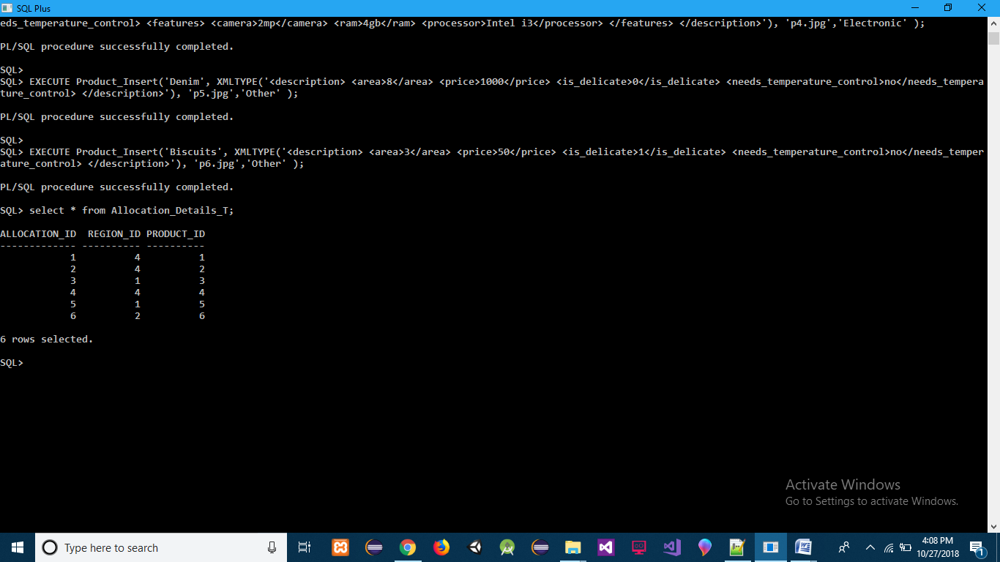 SQL Plus
eds_temperature_control> <features> <camera>2mp</camera> <ram>4gb</ram> <processor>Intel i3</processor> </features> </description>'), 'p4.jpg','Electronic' );
PL/SQL procedure successfully completed.
SQL>
SQL> EXECUTE Product_Insert('Denim', XMLTYPE('<description> <area>8</area> <price>1000</price> <is_delicate>0</is_delicate> <needs_temperature_control>no</needs_tempera
ture_control> </description>'), 'p5.jpg','Other' );
PL/SQL procedure successfully completed.
SQL>
SQL> EXECUTE Product_Insert('Biscuits', XMLTYPE('<description> <area>3</area> <price>50</price> <is_delicate>1</is_delicate> <needs_temperature_control>no</needs_temper
ature_control> </description>'), 'p6.jpg','Other' );
PL/SQL procedure successfully completed.
SQL> select * from Allocation_Details_T;
ALLOCATION_ID  REGION_ID PRODUCT_ID
------------- ---------- ----------
            1          4          1
            2          4          2
            3          1          3
            4          4          4
            5          1          5
            6          2          6
6 rows selected.
SQL>
Activate Windows
Go to Settings to activate Windows.
Type here to search
4:08 PM
10/27/2018
1